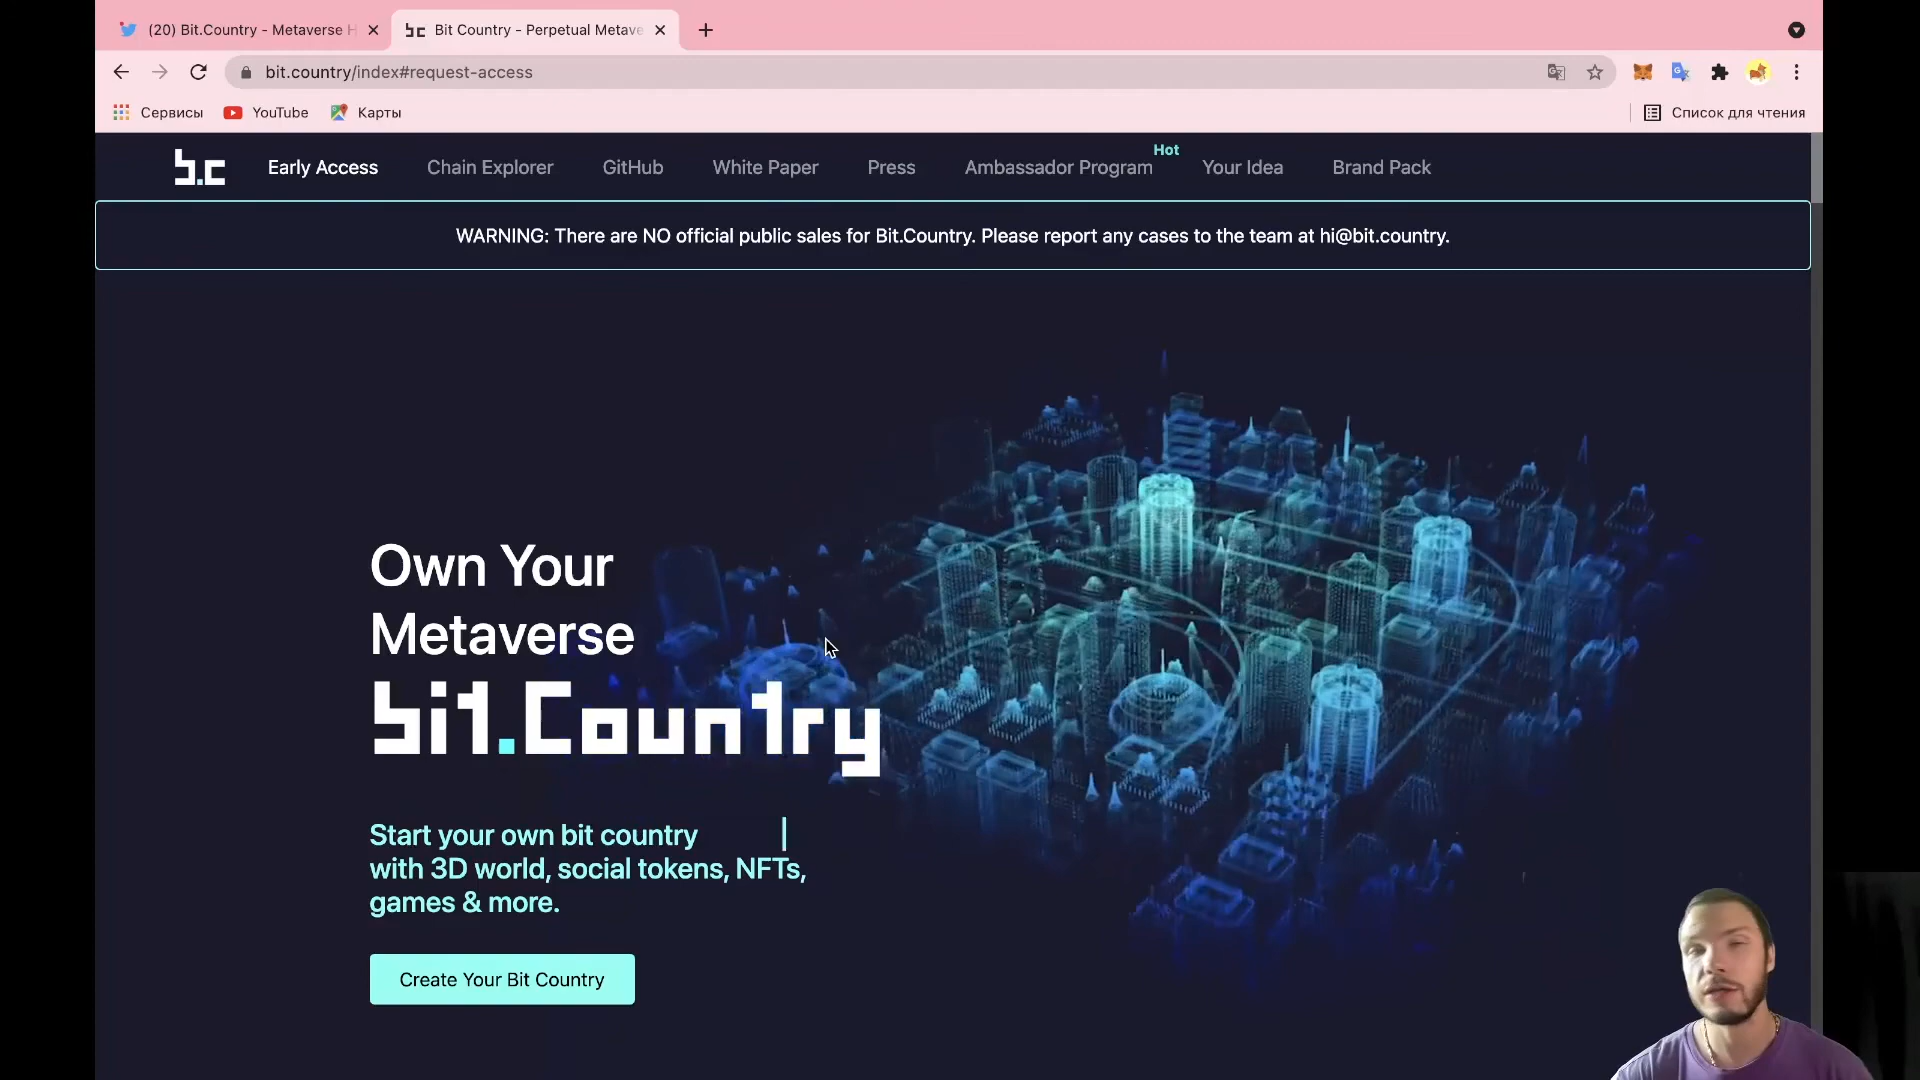 (20) Bit.Country - Metaverse H
Bit Country - Perpetual Metave
bit.country/index#request-access
Сервисы
YouTube
Карты
Список для чтения
b.c
Early Access
Chain Explorer
GitHub
White Paper
Press
Ambassador Program
Hot
Your Idea
Brand Pack
WARNING: There are NO official public sales for Bit.Country. Please report any cases to the team at hi@bit.country.
Own Your
Metaverse
bit.Country
Start your own bit country
with 3D world, social tokens, NFTs,
games & more.
Create Your Bit Country